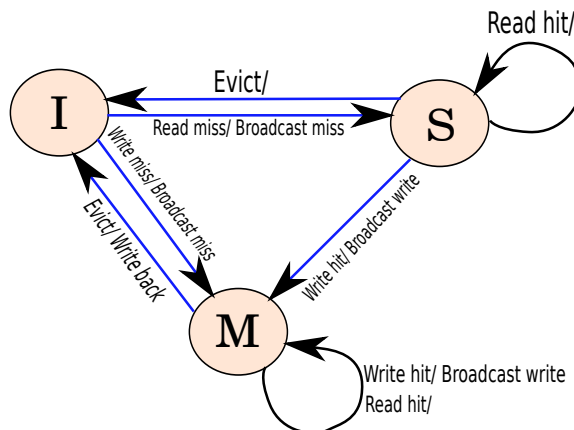 Read hit/
Evict/
I
S
Read miss/ Broadcast miss
Write miss/ Broadcast miss
Evict/ Write back
Write hit/ Broadcast write
M
Write hit/ Broadcast write
Read hit/